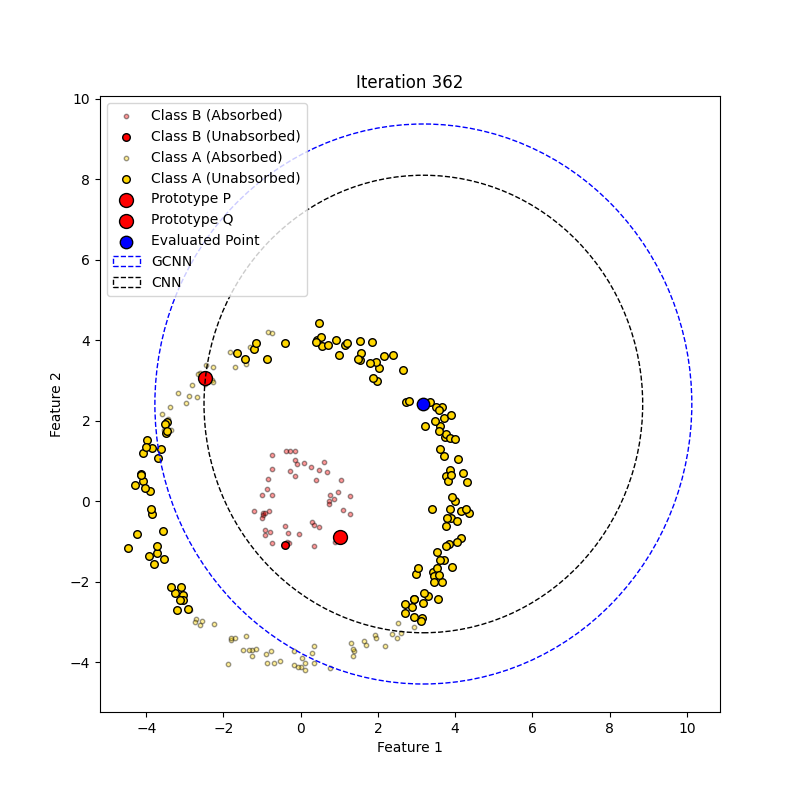 Iteration 362
Class B (Absorbed)
Class B (Unabsorbed)
Class A (Absorbed)
Class A (Unabsorbed)
Prototype P
Prototype Q
Evaluated Point
GCNN
CNN
10
8
6
4
2
0
−2
−4
Feature 2
−4 −2 0 2 4 6 8 10
Feature 1